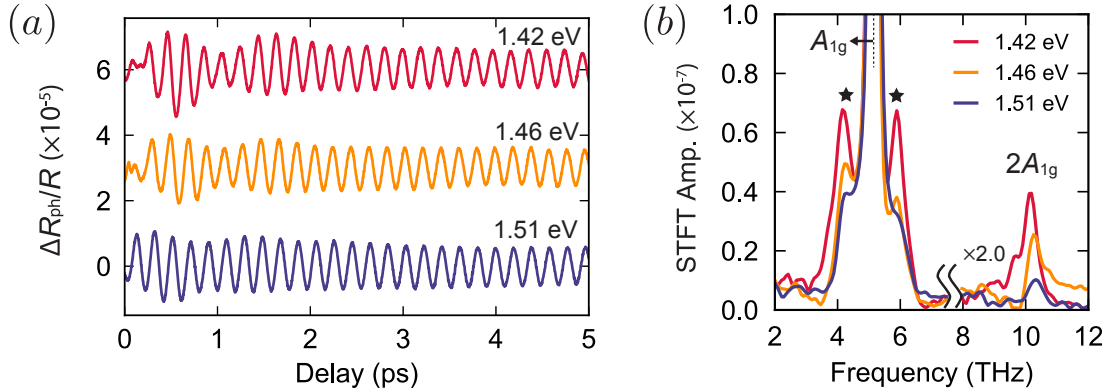 (a)
ΔR_ph/R (×10⁻⁵)
6
4
2
0
1.42 eV
1.46 eV
1.51 eV
0 1 2 3 4 5
Delay (ps)
(b)
STFT Amp. (×10⁻⁷)
1.0
0.8
0.6
0.4
0.2
0.0
A_1g
★ ★
1.42 eV
1.46 eV
1.51 eV
2A_1g
×2.0
2 4 6 8 10 12
Frequency (THz)